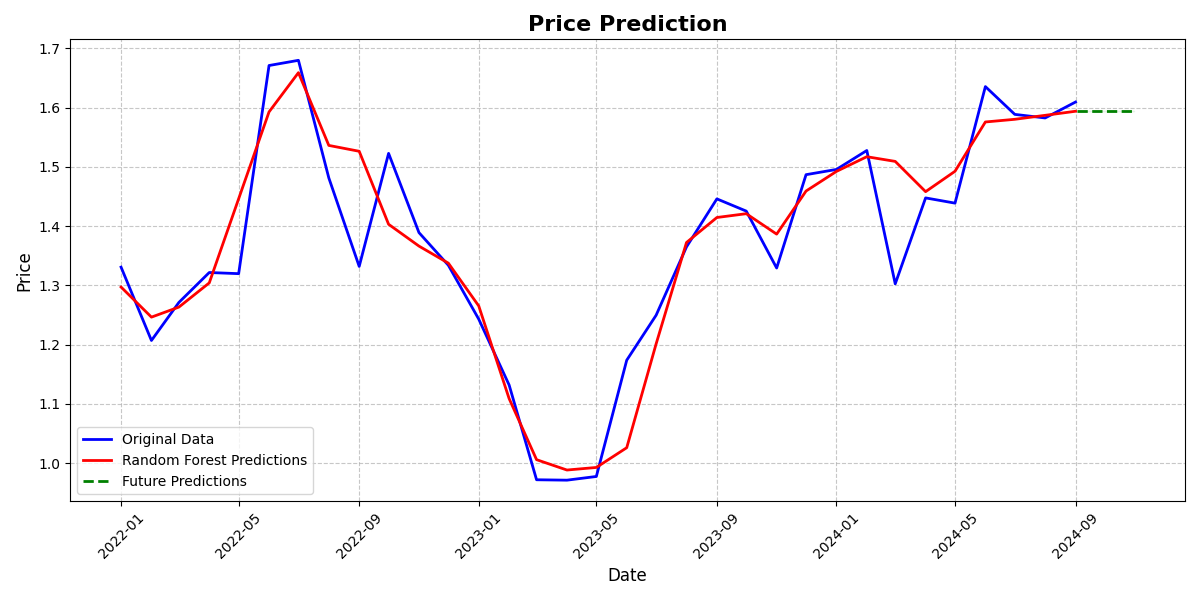 Price Prediction
1.7
1.6
1.5
1.4
1.3
1.2
1.1
1.0
Price
Original Data
Random Forest Predictions
Future Predictions
2022-01
2022-05
2022-09
2023-01
2023-05
2023-09
2024-01
2024-05
2024-09
Date